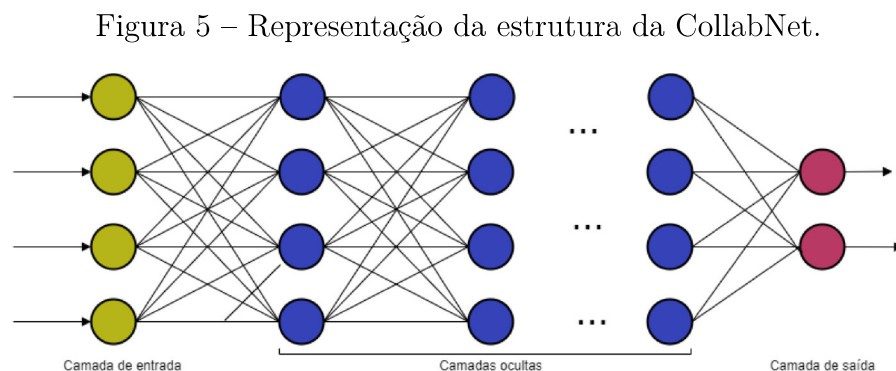 Figura 5 – Representação da estrutura da CollabNet.
...
...
...
Camada de entrada
Camadas ocultas
Camada de saída